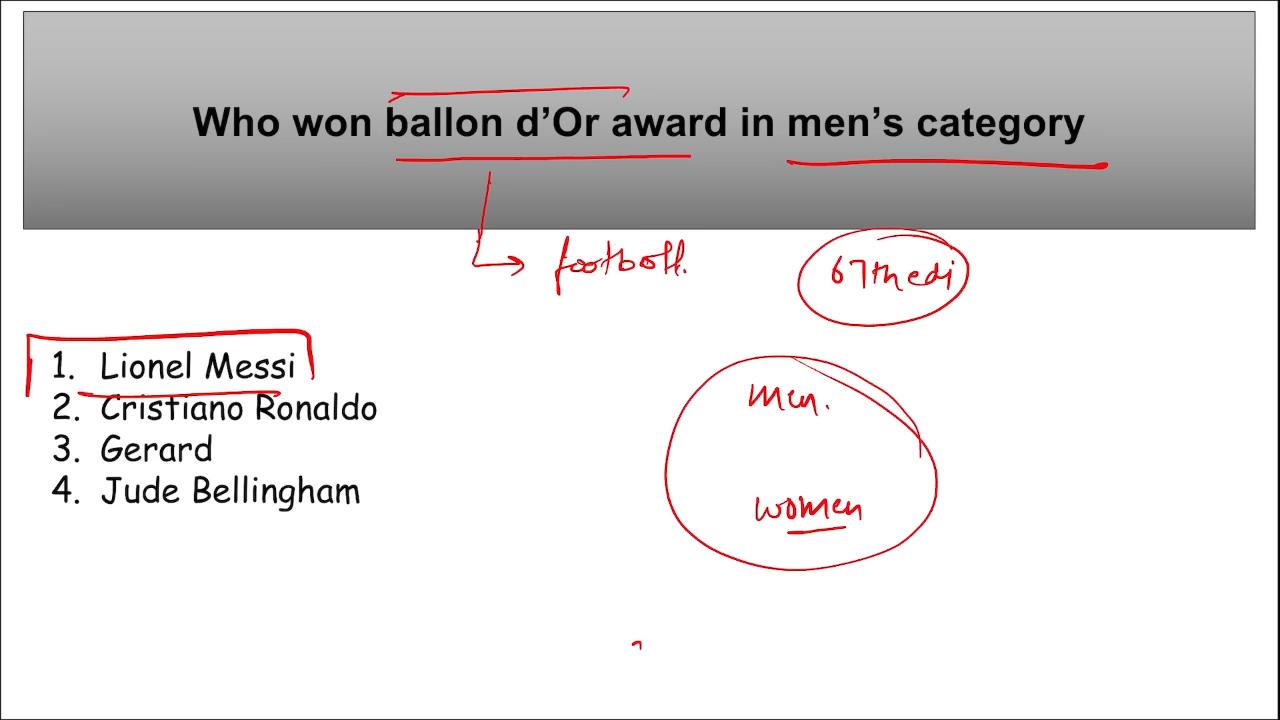 Who won ballon d’Or award in men’s category
football.
67th edi
1. Lionel Messi
2. Cristiano Ronaldo
3. Gerard
4. Jude Bellingham
men.
women